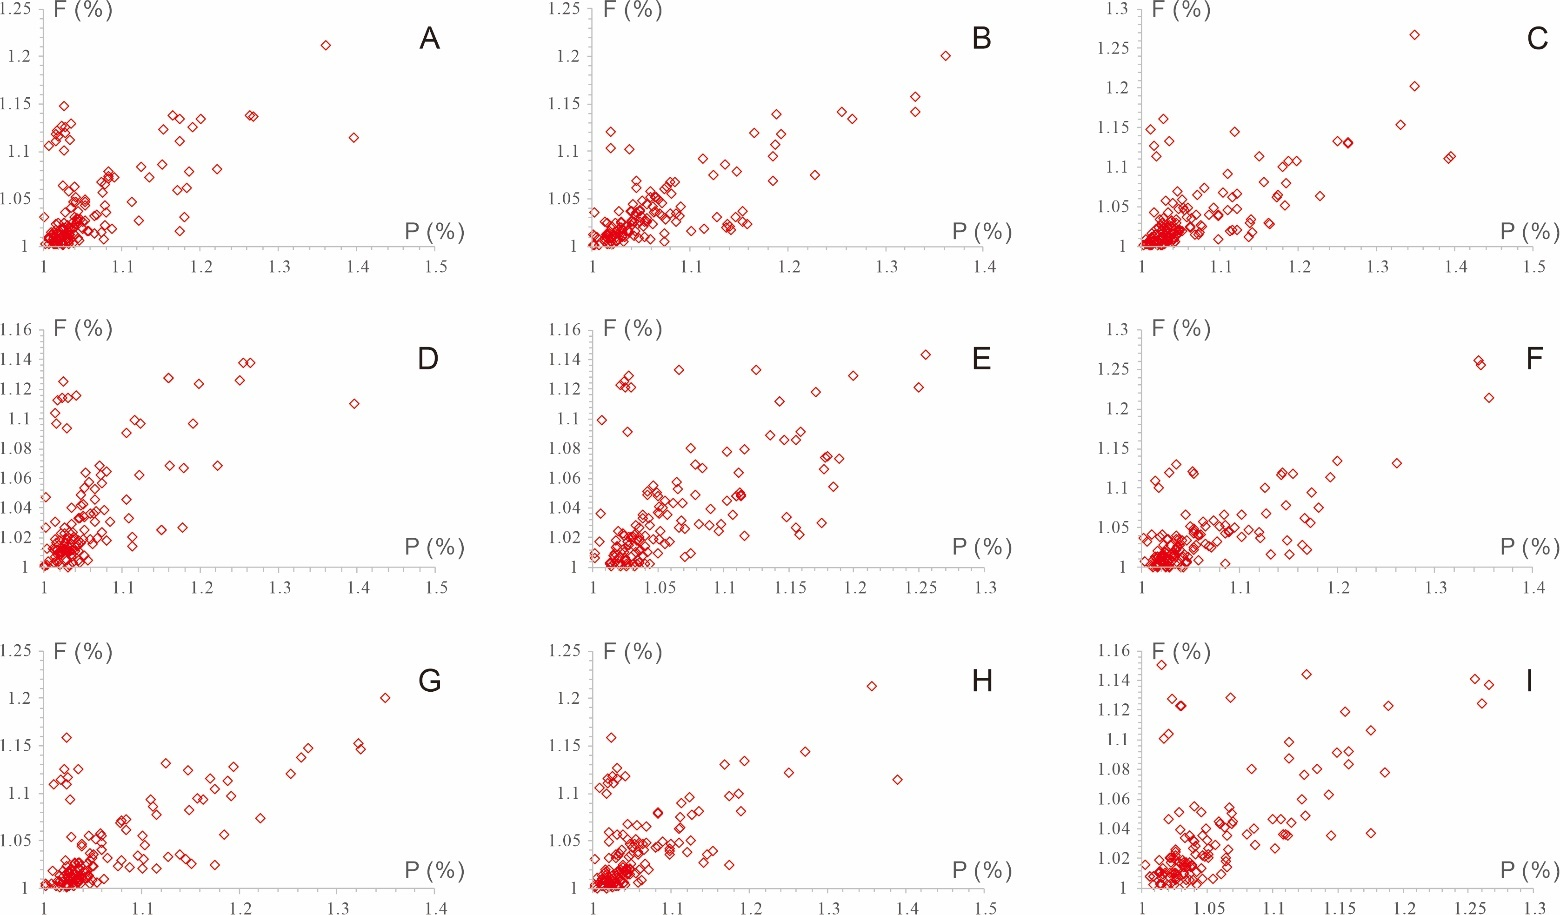 1.25 F (%) 1.25 F (%) 1.3 F (%)
A B C
1.2 1.2 1.25
1.2
1.15 1.15 1.15
1.1 1.1 1.1
1.05 1.05 1.05
P (%) P (%) P (%)
1 1 1
1 1.1 1.2 1.3 1.4 1.5 1 1.1 1.2 1.3 1.4 1 1.1 1.2 1.3 1.4 1.5
1.16 F (%) 1.16 F (%) 1.3 F (%)
D E F
1.14 1.14 1.25
1.12 1.12 1.2
1.1 1.1 1.15
1.08 1.08
1.06 1.06 1.1
1.04 1.04 1.05
1.02 P (%) 1.02 P (%) P (%)
1 1 1
1 1.1 1.2 1.3 1.4 1.5 1 1.05 1.1 1.15 1.2 1.25 1.3 1 1.1 1.2 1.3 1.4
1.25 F (%) 1.25 F (%) 1.16 F (%)
G H I
1.2 1.2 1.14
1.12
1.15 1.15 1.1
1.1 1.1 1.08
1.06
1.05 1.05 1.04
P (%) P (%) 1.02 P (%)
1 1 1
1 1.1 1.2 1.3 1.4 1 1.1 1.2 1.3 1.4 1.5 1 1.05 1.1 1.15 1.2 1.25 1.3